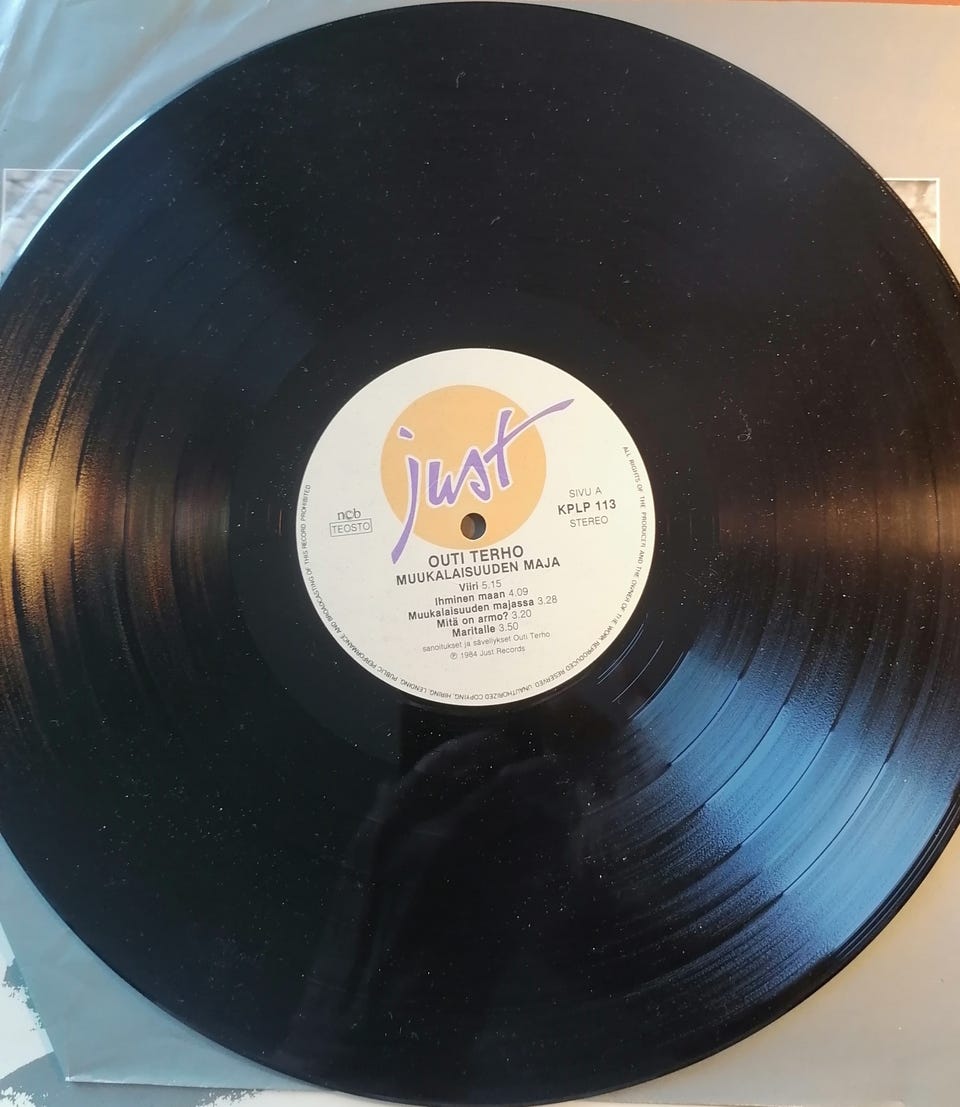 just
ncb
TEOSTO
SIVU A
KPLP 113
STEREO
OUTI TERHO
MUUKALAISUUDEN MAJA
Viiri 5.15
Ihminen maan 4.09
Muukalaisuuden majassa 3.28
Mitä on armo? 3.20
Maritalle 3.50
sanoitukset ja sävellykset Outi Terho
℗ 1984 Just Records
ALL RIGHTS OF THE PRODUCER AND THE OWNER OF THE WORK REPRODUCED RESERVED. UNAUTHORIZED COPYING, HIRING, LENDING, PUBLIC PERFORMANCE AND BROADCASTING OF THIS RECORD PROHIBITED